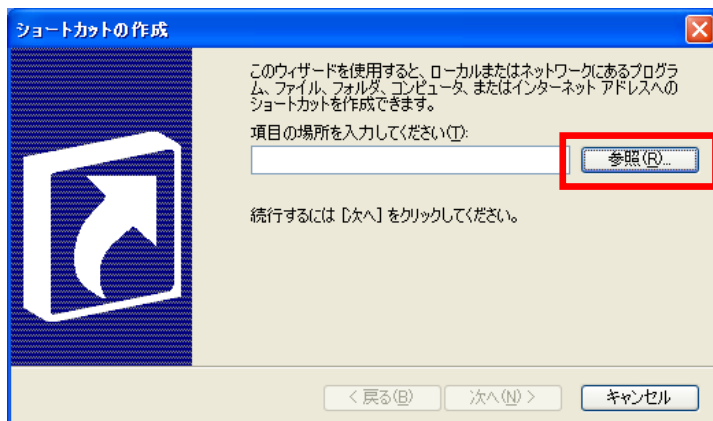 ショートカットの作成
このウィザードを使用すると、ローカルまたはネットワークにあるプログラ
ム、ファイル、フォルダ、コンピュータ、またはインターネット アドレスへの
ショートカットを作成できます。
項目の場所を入力してください(T):
参照(R)...
続行するには [次へ] をクリックしてください。
< 戻る(B)
次へ(N) >
キャンセル